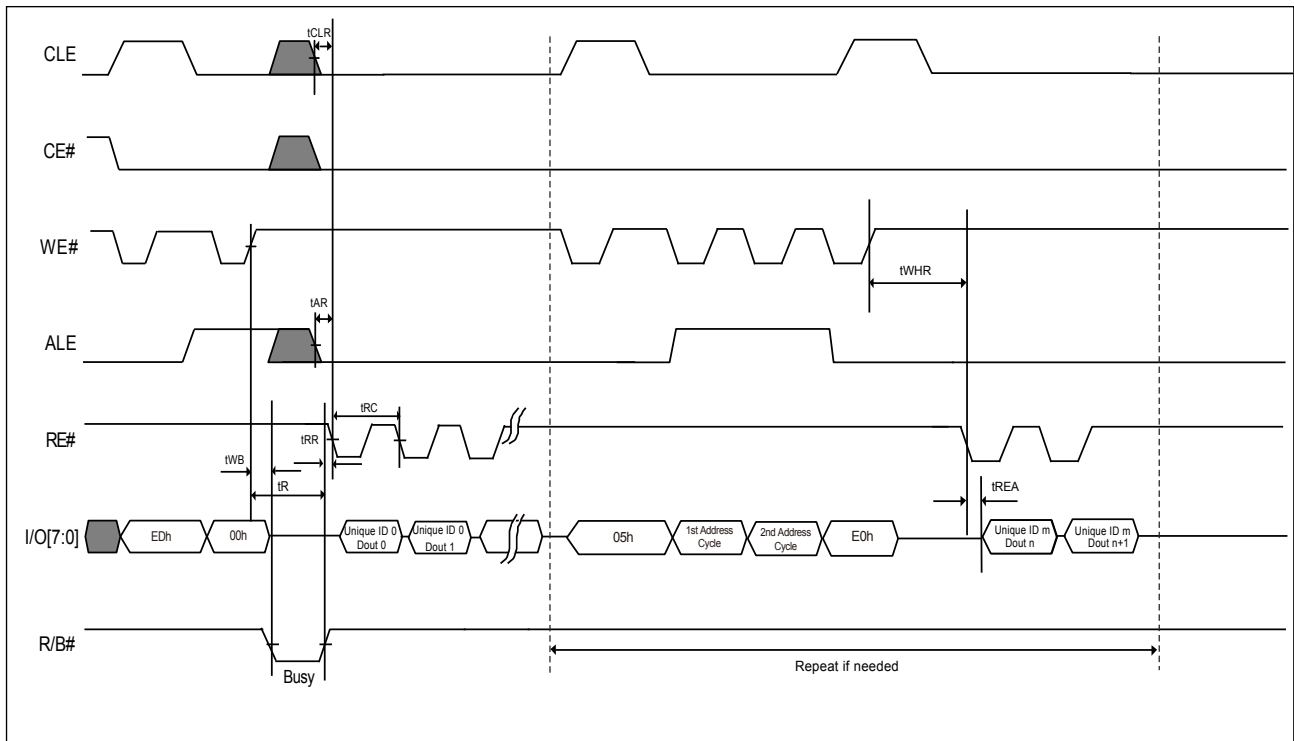 tCLR
CLE
CE#
WE#
tWHR
tAR
ALE
tRC
RE#
tRR
tWB
tR
tREA
I/O[7:0]
EDh
00h
Unique ID 0
Dout 0
Unique ID 0
Dout 1
05h
1st Address
Cycle
2nd Address
Cycle
E0h
Unique ID m
Dout n
Unique ID m
Dout n+1
R/B#
Busy
Repeat if needed